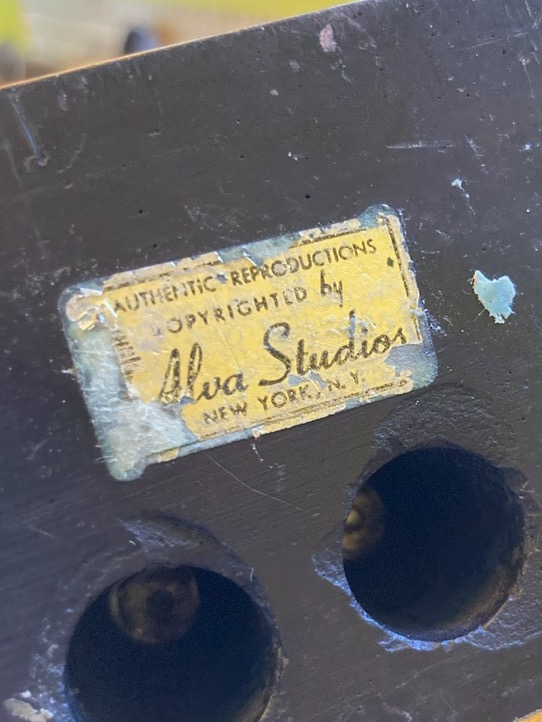 AUTHENTIC REPRODUCTIONS
COPYRIGHTED by
Alva Studios
NEW YORK, N.Y.